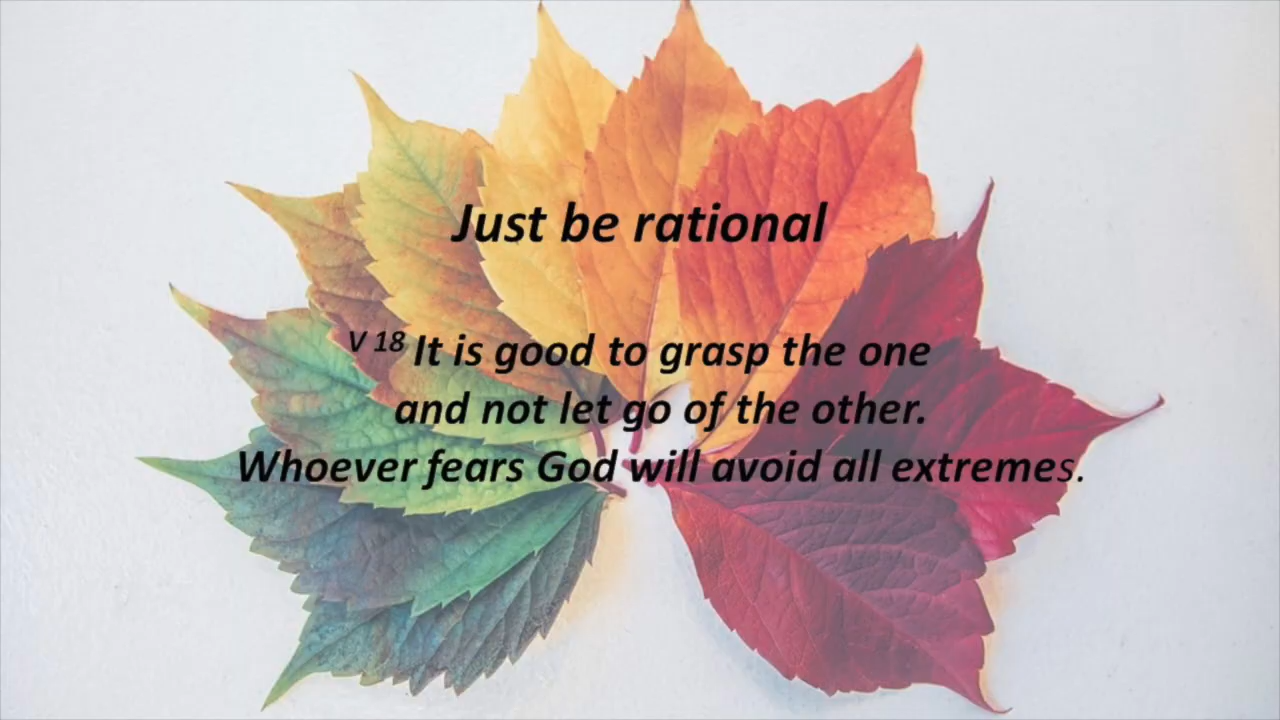 Just be rational
V 18 It is good to grasp the one
and not let go of the other.
Whoever fears God will avoid all extremes.